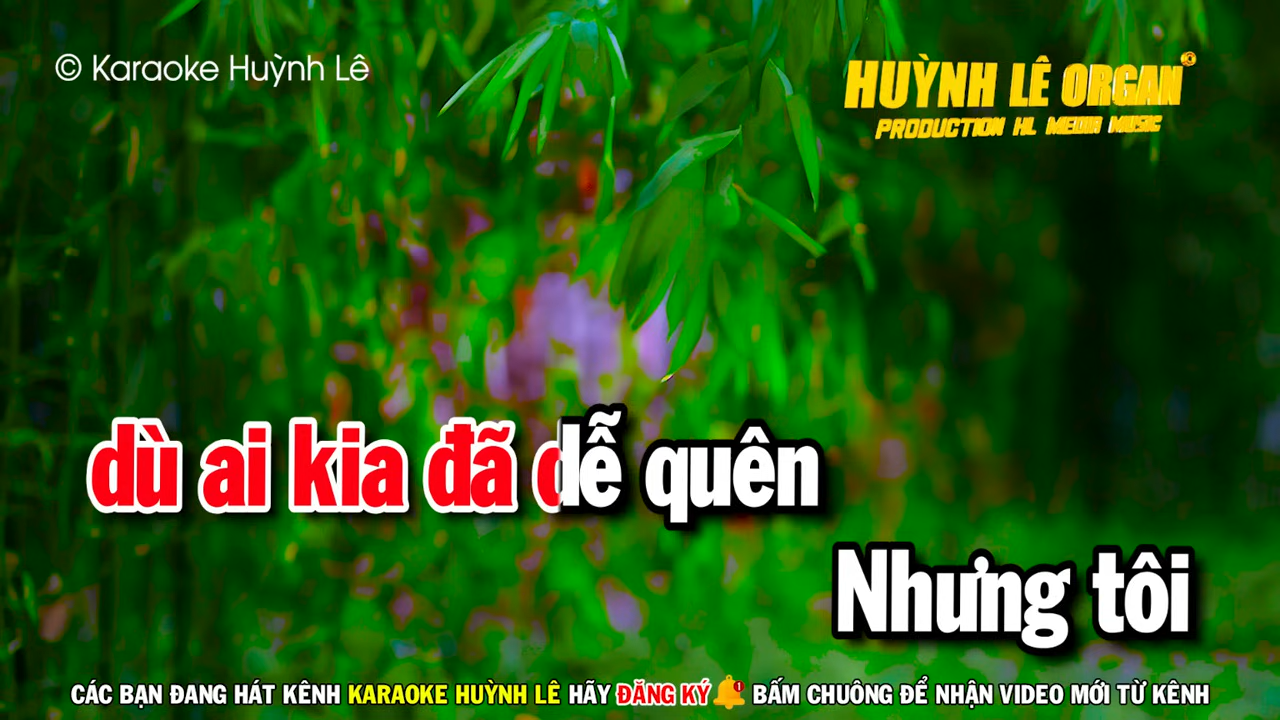 © Karaoke Huỳnh Lê
HUỲNH LÊ ORGAN
PRODUCTION HL MEDIA MUSIC
dù ai kia đã dễ quên
Nhưng tôi
CÁC BẠN ĐANG HÁT KÊNH KARAOKE HUỲNH LÊ HÃY ĐĂNG KÝ BẤM CHUÔNG ĐỂ NHẬN VIDEO MỚI TỪ KÊNH